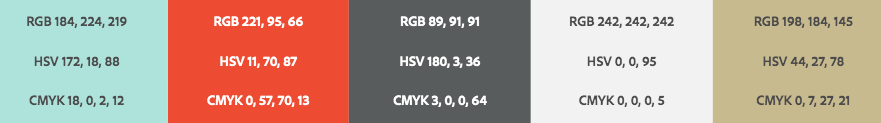 RGB 184, 224, 219
HSV 172, 18, 88
CMYK 18, 0, 2, 12
RGB 221, 95, 66
HSV 11, 70, 87
CMYK 0, 57, 70, 13
RGB 89, 91, 91
HSV 180, 3, 36
CMYK 3, 0, 0, 64
RGB 242, 242, 242
HSV 0, 0, 95
CMYK 0, 0, 0, 5
RGB 198, 184, 145
HSV 44, 27, 78
CMYK 0, 7, 27, 21